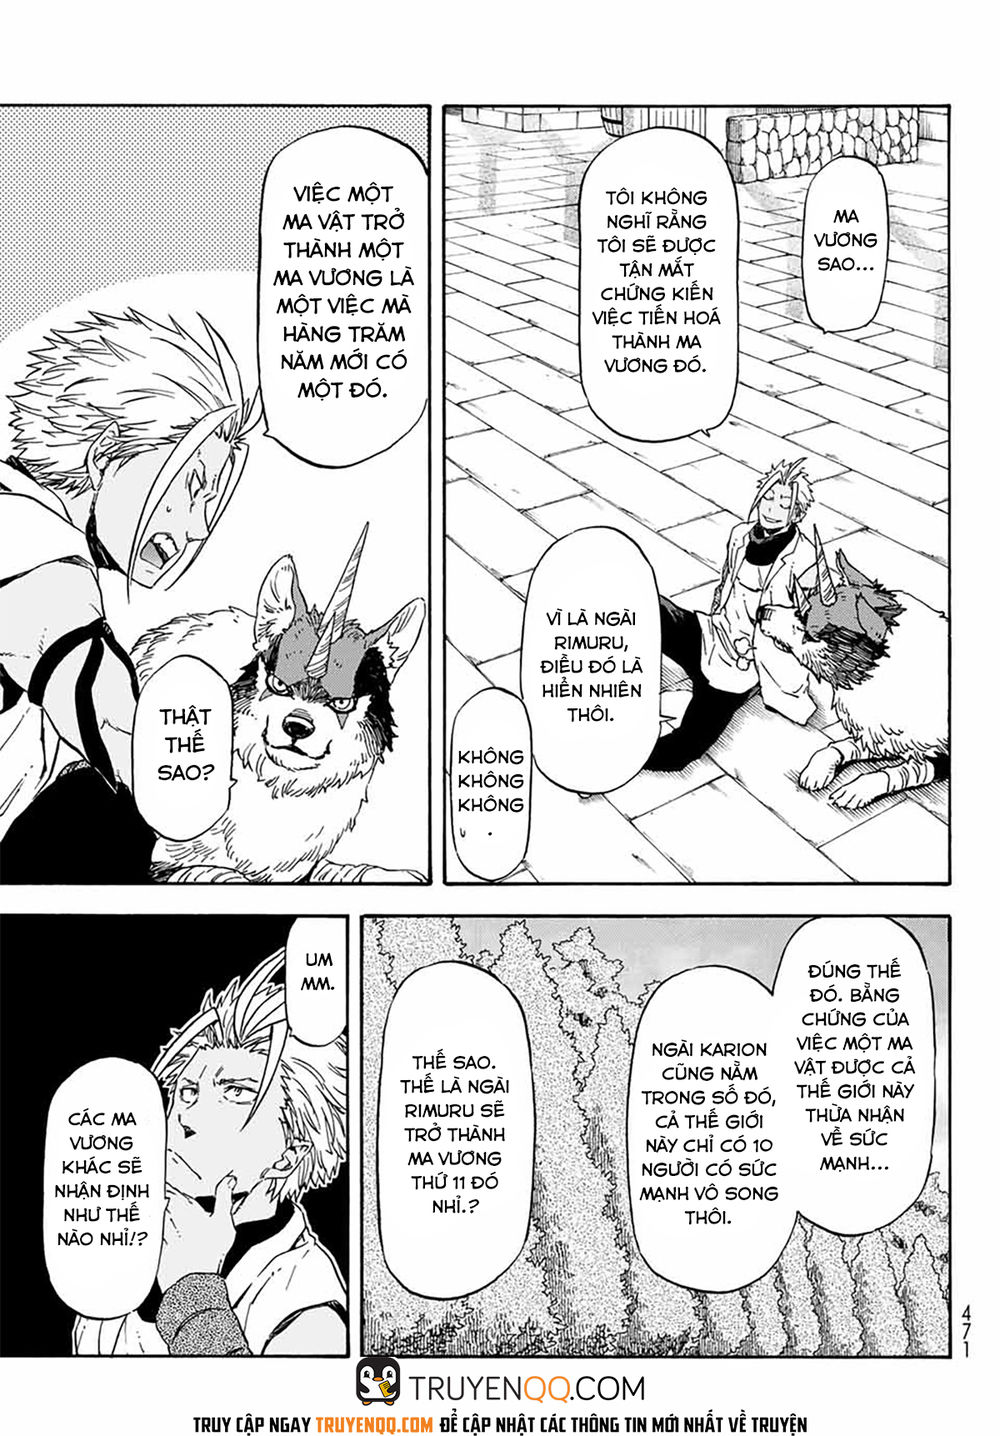 MA
VƯƠNG
SAO...
TÔI KHÔNG
NGHĨ RẰNG
TÔI SẼ ĐƯỢC
TẬN MẮT
CHỨNG KIẾN
VIỆC TIẾN HOÁ
THÀNH MA
VƯƠNG ĐÓ.
VÌ LÀ NGÀI
RIMURU,
ĐIỀU ĐÓ LÀ
HIỂN NHIÊN
THÔI.
KHÔNG
KHÔNG
KHÔNG
VIỆC MỘT
MA VẬT TRỞ
THÀNH MỘT
MA VƯƠNG LÀ
MỘT VIỆC MÀ
HÀNG TRĂM
NĂM MỚI CÓ
MỘT ĐÓ.
THẬT
THẾ
SAO?
ĐÚNG THẾ
ĐÓ. BẰNG
CHỨNG CỦA
VIỆC MỘT MA
VẬT ĐƯỢC CẢ
THẾ GIỚI NÀY
THỪA NHẬN
VỀ SỨC
MẠNH...
NGÀI KARION
CŨNG NẰM
TRONG SỐ ĐÓ,
CẢ THẾ GIỚI
NÀY CHỈ CÓ 10
NGƯỜI CÓ SỨC
MẠNH VÔ SONG
THÔI.
THẾ SAO.
THẾ LÀ NGÀI
RIMURU SẼ
TRỞ THÀNH
MA VƯƠNG
THỨ 11 ĐÓ
NHỈ.?
UM
MM.
CÁC MA
VƯƠNG
KHÁC SẼ
NHẬN ĐỊNH
NHƯ THẾ
NÀO NHỈ!?
471
TRUYENQQ.COM
TRUY CẬP NGAY TRUYENQQ.COM ĐỂ CẬP NHẬT CÁC THÔNG TIN MỚI NHẤT VỀ TRUYỆN